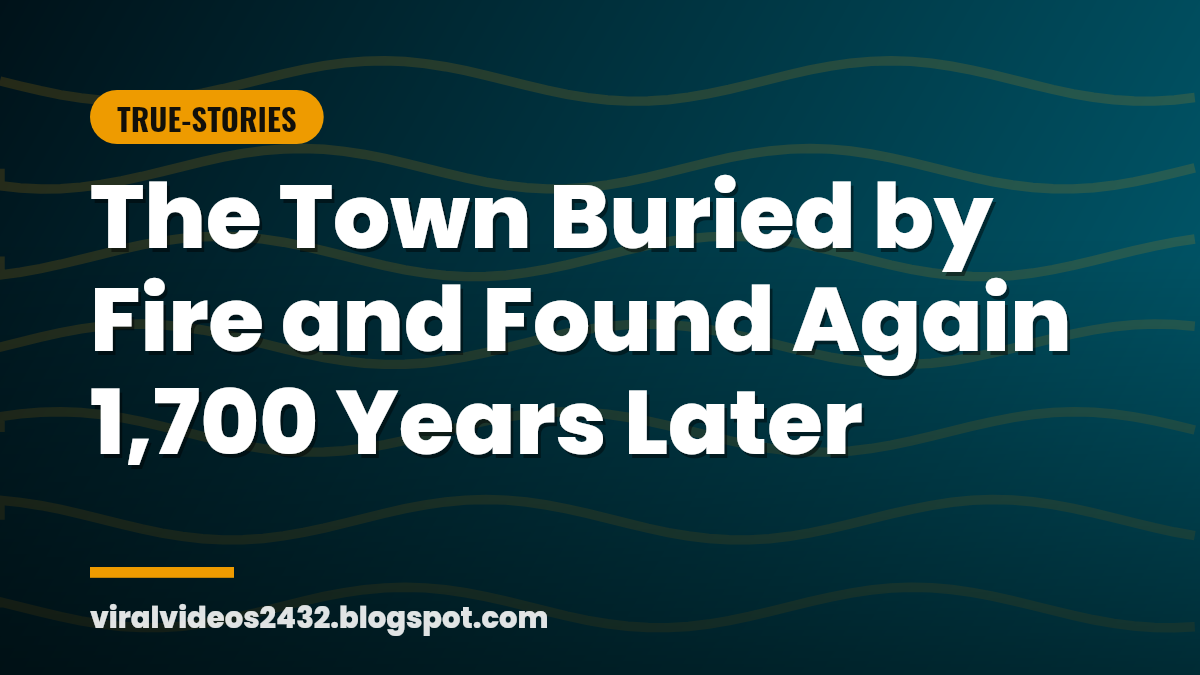 TRUE-STORIES
The Town Buried by
Fire and Found Again
1,700 Years Later
viralvideos2432.blogspot.com